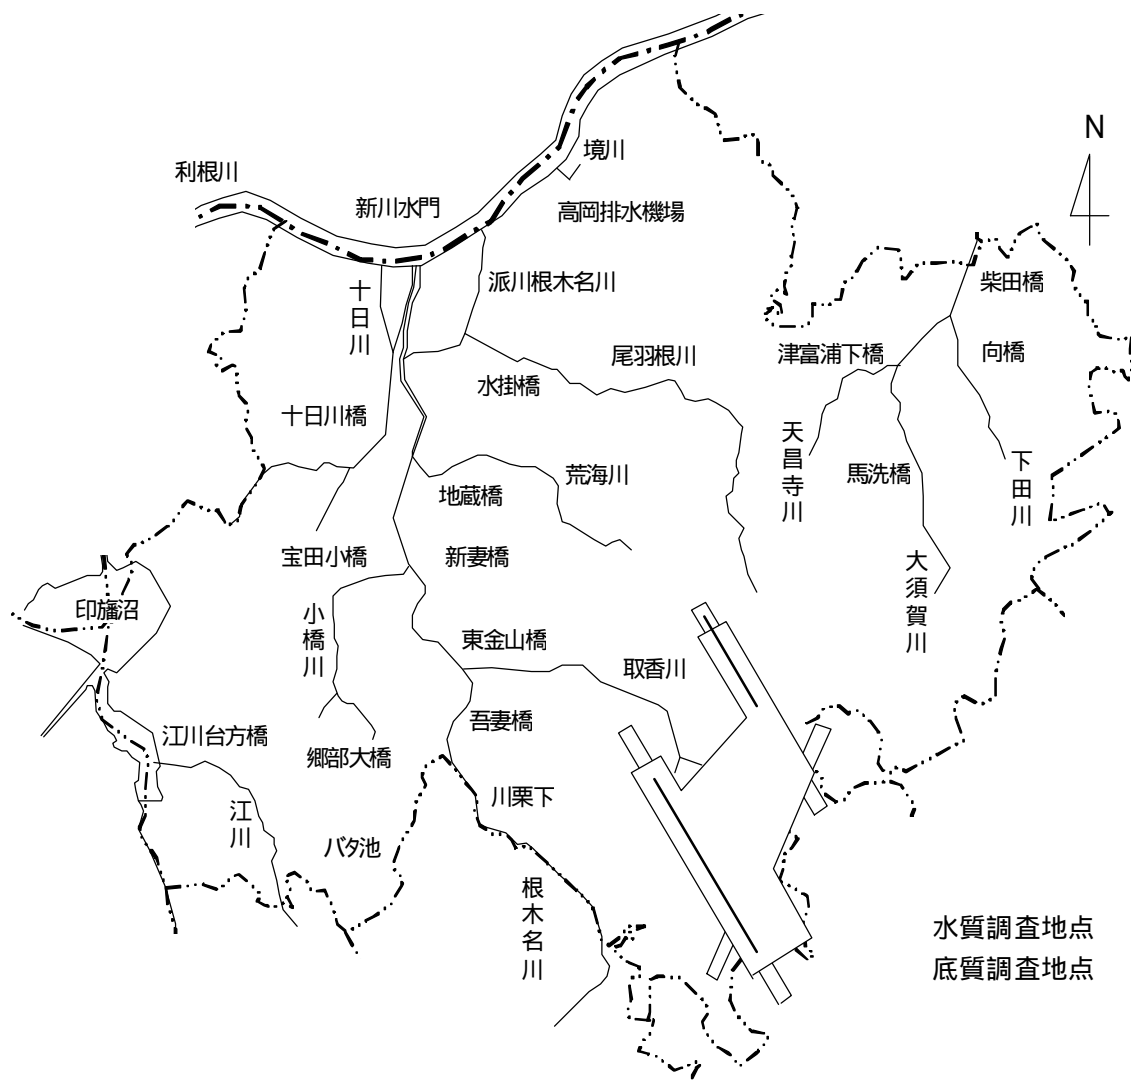 N
境川
利根川
新川水門
高岡排水機場
派川根木名川
柴田橋
十日川
尾羽根川
津富浦下橋
向橋
水掛橋
十日川橋
天昌寺川
荒海川
馬洗橋
下田川
地蔵橋
宝田小橋
新妻橋
大須賀川
印旛沼
小橋川
東金山橋
取香川
吾妻橋
江川台方橋
郷部大橋
川栗下
江川
バタ池
根木名川
水質調査地点
底質調査地点